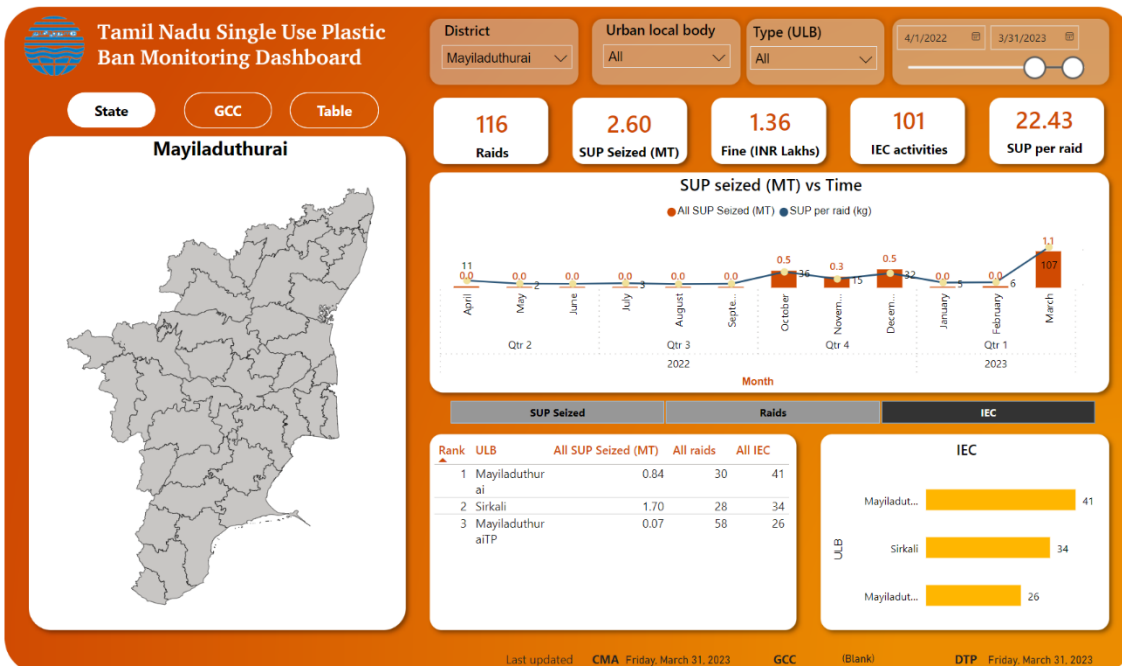 Tamil Nadu Single Use Plastic
Ban Monitoring Dashboard
District
Mayiladuthurai
Urban local body
All
Type (ULB)
All
4/1/2022
3/31/2023
State
GCC
Table
116
Raids
2.60
SUP Seized (MT)
1.36
Fine (INR Lakhs)
101
IEC activities
22.43
SUP per raid
Mayiladuthurai
SUP seized (MT) vs Time
All SUP Seized (MT) SUP per raid (kg)
11
0.0 0.0 0.0 0.0 0.0 0.0 0.5 0.3 0.5 0.0 0.0 1.1
2 3 36 15 32 5 6 107
April May June July August Septe... October Novem... Decem... January February March
Qtr 2 Qtr 3 Qtr 4 Qtr 1
2022 2023
Month
SUP Seized Raids IEC
Rank ULB All SUP Seized (MT) All raids All IEC
1 Mayiladuthur 0.84 30 41
ai
2 Sirkali 1.70 28 34
3 Mayiladuthur 0.07 58 26
aiTP
IEC
ULB
Mayiladut... 41
Sirkali 34
Mayiladut... 26
Last updated CMA Friday, March 31, 2023 GCC (Blank) DTP Friday, March 31, 2023